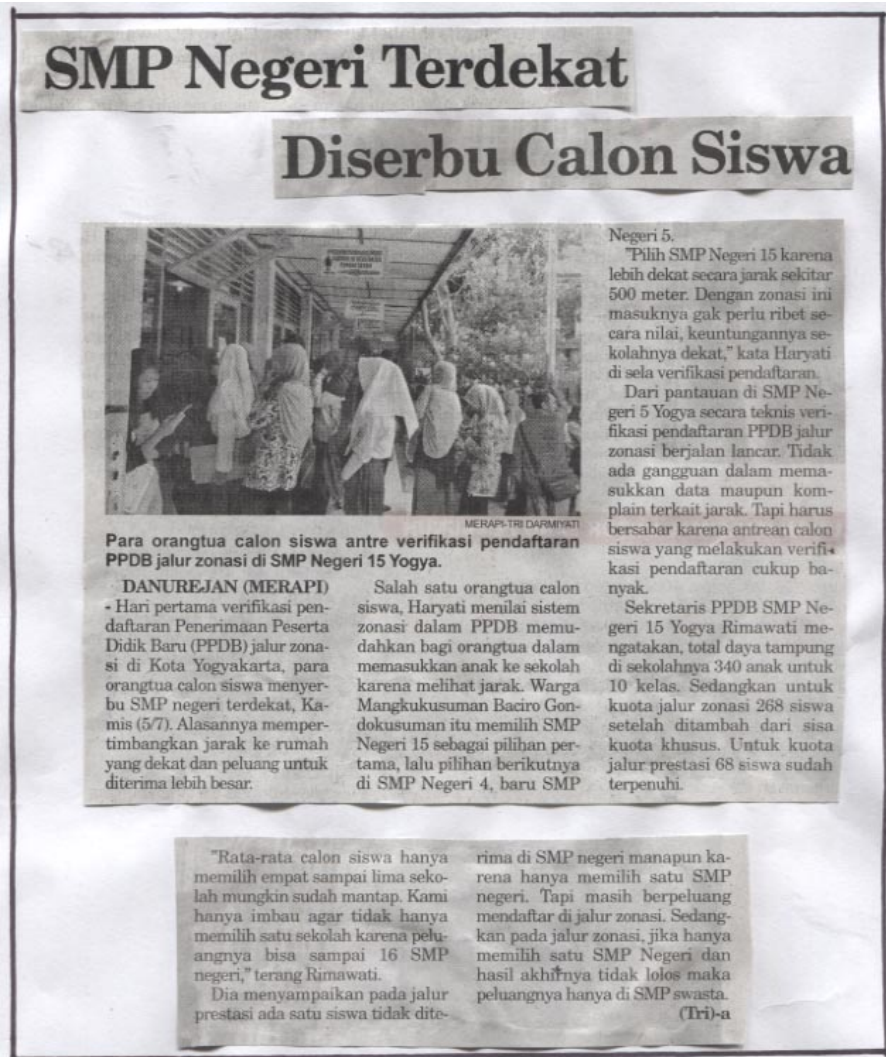 SMP Negeri Terdekat
Diserbu Calon Siswa
MERAPI-TRI DARMIYATI
Para orangtua calon siswa antre verifikasi pendaftaran
PPDB jalur zonasi di SMP Negeri 15 Yogya.
DANUREJAN (MERAPI)
- Hari pertama verifikasi pen-
daftaran Penerimaan Peserta
Didik Baru (PPDB) jalur zona-
si di Kota Yogyakarta, para
orangtua calon siswa menyer-
bu SMP negeri terdekat, Ka-
mis (5/7). Alasannya memper-
timbangkan jarak ke rumah
yang dekat dan peluang untuk
diterima lebih besar.
Salah satu orangtua calon
siswa, Haryati menilai sistem
zonasi dalam PPDB memu-
dahkan bagi orangtua dalam
memasukkan anak ke sekolah
karena melihat jarak. Warga
Mangkukusuman Baciro Gon-
dokusuman itu memilih SMP
Negeri 15 sebagai pilihan per-
tama, lalu pilihan berikutnya
di SMP Negeri 4, baru SMP
Negeri 5.
"Pilih SMP Negeri 15 karena
lebih dekat secara jarak sekitar
500 meter. Dengan zonasi ini
masuknya gak perlu ribet se-
cara nilai, keuntungannya se-
kolahnya dekat," kata Haryati
di sela verifikasi pendaftaran.
Dari pantauan di SMP Ne-
geri 5 Yogya secara teknis veri-
fikasi pendaftaran PPDB jalur
zonasi berjalan lancar. Tidak
ada gangguan dalam mema-
sukkan data maupun kom-
plain terkait jarak. Tapi harus
bersabar karena antrean calon
siswa yang melakukan verifi-
kasi pendaftaran cukup ba-
nyak.
Sekretaris PPDB SMP Ne-
geri 15 Yogya Rimawati me-
ngatakan, total daya tampung
di sekolahnya 340 anak untuk
10 kelas. Sedangkan untuk
kuota jalur zonasi 268 siswa
setelah ditambah dari sisa
kuota khusus. Untuk kuota
jalur prestasi 68 siswa sudah
terpenuhi.
"Rata-rata calon siswa hanya
memilih empat sampai lima seko-
lah mungkin sudah mantap. Kami
hanya imbau agar tidak hanya
memilih satu sekolah karena pelu-
angnya bisa sampai 16 SMP
negeri," terang Rimawati.
Dia menyampaikan pada jalur
prestasi ada satu siswa tidak dite-
rima di SMP negeri manapun ka-
rena hanya memilih satu SMP
negeri. Tapi masih berpeluang
mendaftar di jalur zonasi. Sedang-
kan pada jalur zonasi, jika hanya
memilih satu SMP Negeri dan
hasil akhirnya tidak lolos maka
peluangnya hanya di SMP swasta.
(Tri)-a